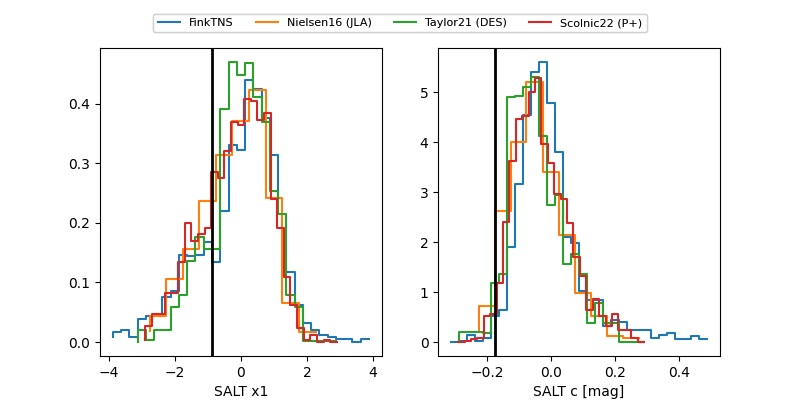 FinkTNS Nielsen16 (JLA) Taylor21 (DES) Scolnic22 (P+)
0.4
0.3
0.2
0.1
0.0
−4 −2 0 2 4
SALT x1
5
4
3
2
1
0
−0.2 0.0 0.2 0.4
SALT c [mag]